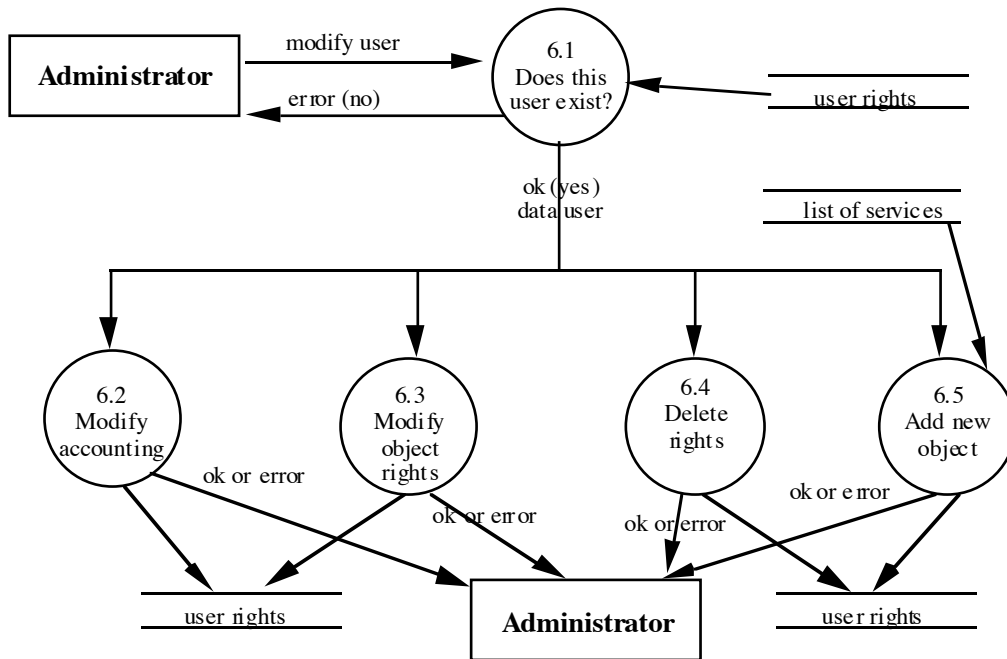 modify user
Administrator
error (no)
6.1
Does this
user exist?
user rights
ok (yes)
data user
list of services
6.2
Modify
accounting
6.3
Modify
object
rights
6.4
Delete
rights
6.5
Add new
object
ok or error
ok or error
ok or error
ok or error
user rights
Administrator
user rights